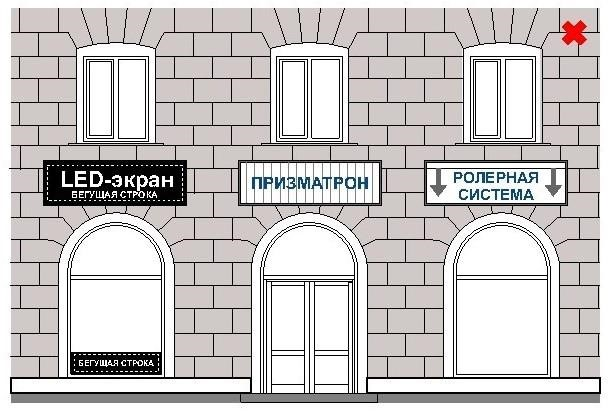 LED-экран
БЕГУЩАЯ СТРОКА
ПРИЗМАТРОН
РОЛЕРНАЯ
СИСТЕМА
БЕГУЩАЯ СТРОКА